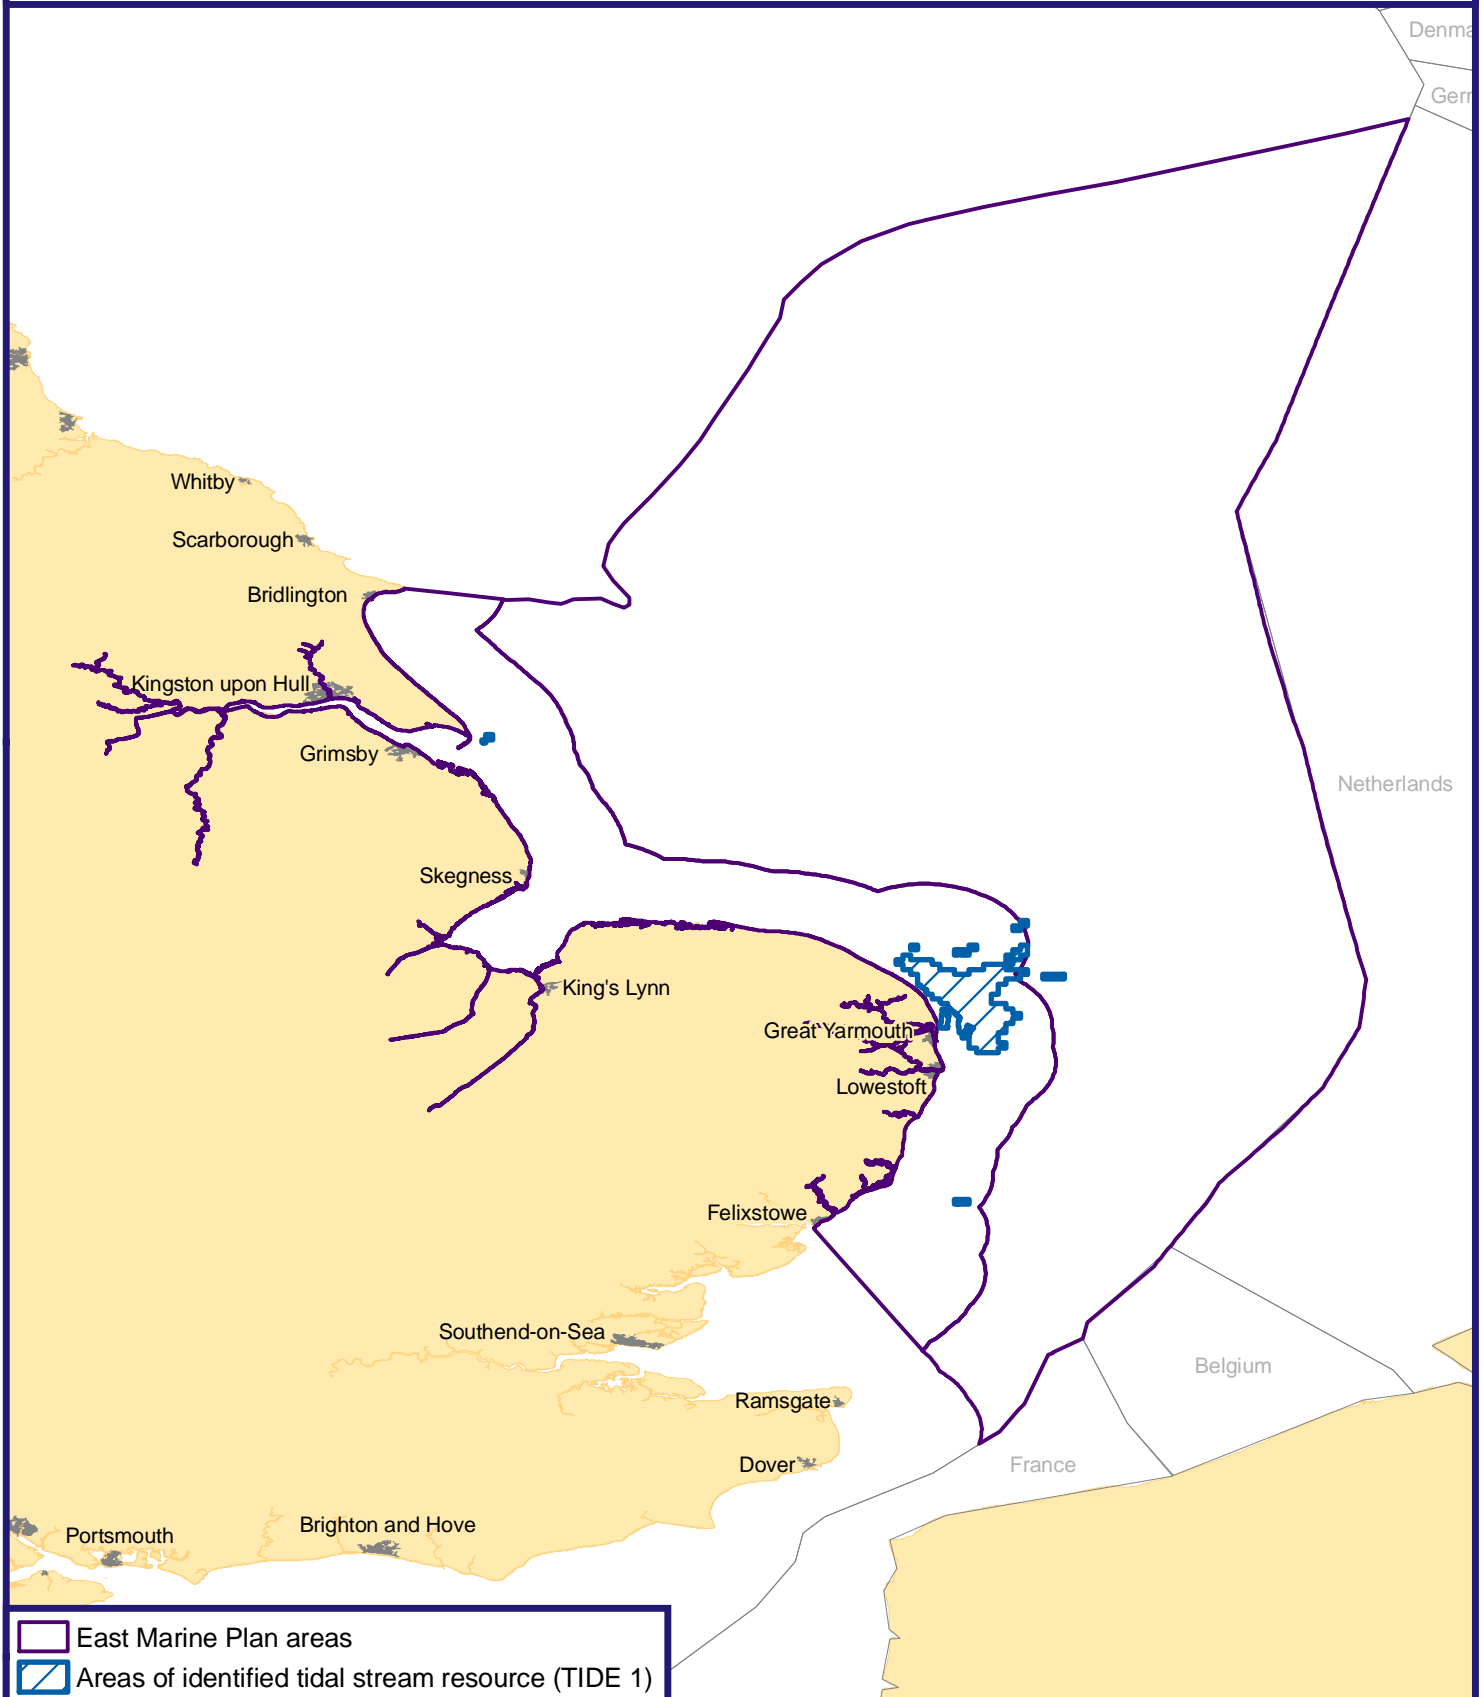 Denma
Ger
Whitby
Scarborough
Bridlington
Kingston upon Hull
Grimsby
Netherlands
Skegness
King's Lynn
Great Yarmouth
Lowestoft
Felixstowe
Southend-on-Sea
Belgium
Ramsgate
Dover
France
Brighton and Hove
Portsmouth
East Marine Plan areas
Areas of identified tidal stream resource (TIDE 1)